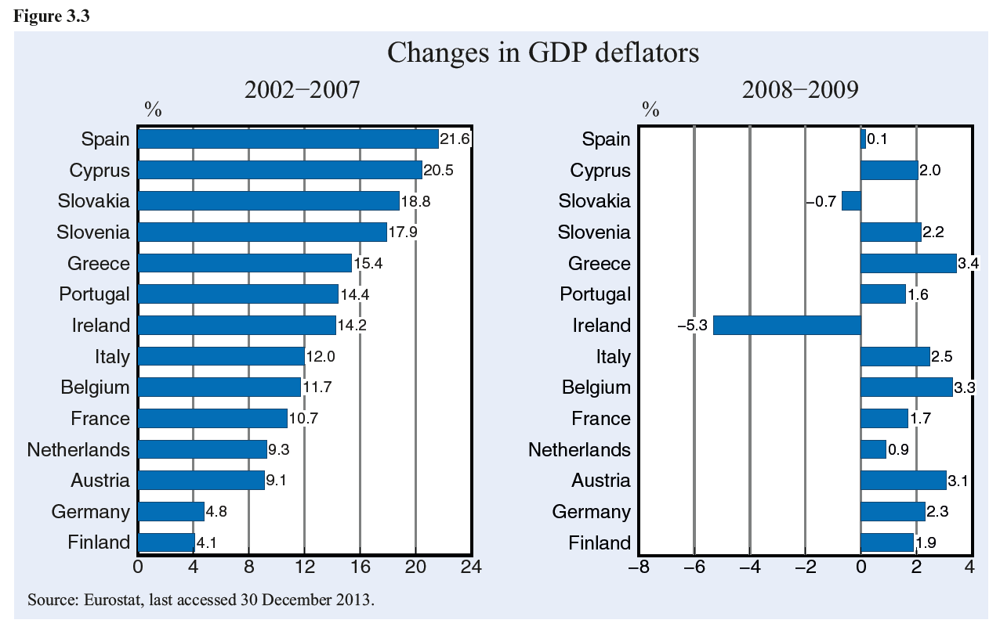 Figure 3.3
Changes in GDP deflators
2002–2007
%
Spain 21.6
Cyprus 20.5
Slovakia 18.8
Slovenia 17.9
Greece 15.4
Portugal 14.4
Ireland 14.2
Italy 12.0
Belgium 11.7
France 10.7
Netherlands 9.3
Austria 9.1
Germany 4.8
Finland 4.1
0 4 8 12 16 20 24
2008–2009
%
Spain 0.1
Cyprus 2.0
Slovakia –0.7
Slovenia 2.2
Greece 3.4
Portugal 1.6
Ireland –5.3
Italy 2.5
Belgium 3.3
France 1.7
Netherlands 0.9
Austria 3.1
Germany 2.3
Finland 1.9
–8 –6 –4 –2 0 2 4
Source: Eurostat, last accessed 30 December 2013.